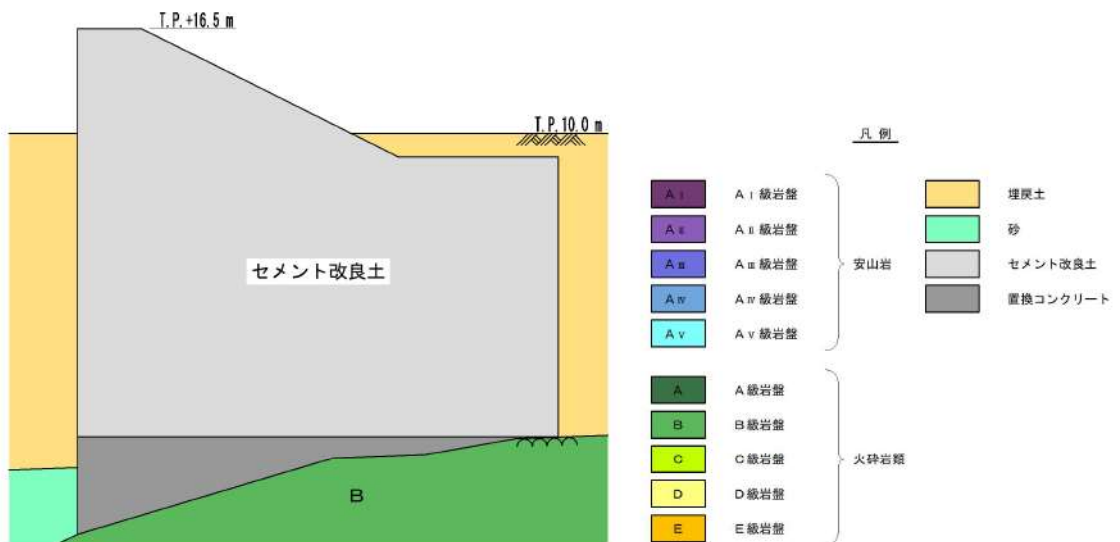 T.P.+16.5 m
T.P.10.0 m
セメント改良土
B
凡例
AⅠ AⅠ級岩盤
AⅡ AⅡ級岩盤
AⅢ AⅢ級岩盤
AⅣ AⅣ級岩盤
AⅤ AⅤ級岩盤
安山岩
A A級岩盤
B B級岩盤
C C級岩盤
D D級岩盤
E E級岩盤
火砕岩類
埋戻土
砂
セメント改良土
置換コンクリート